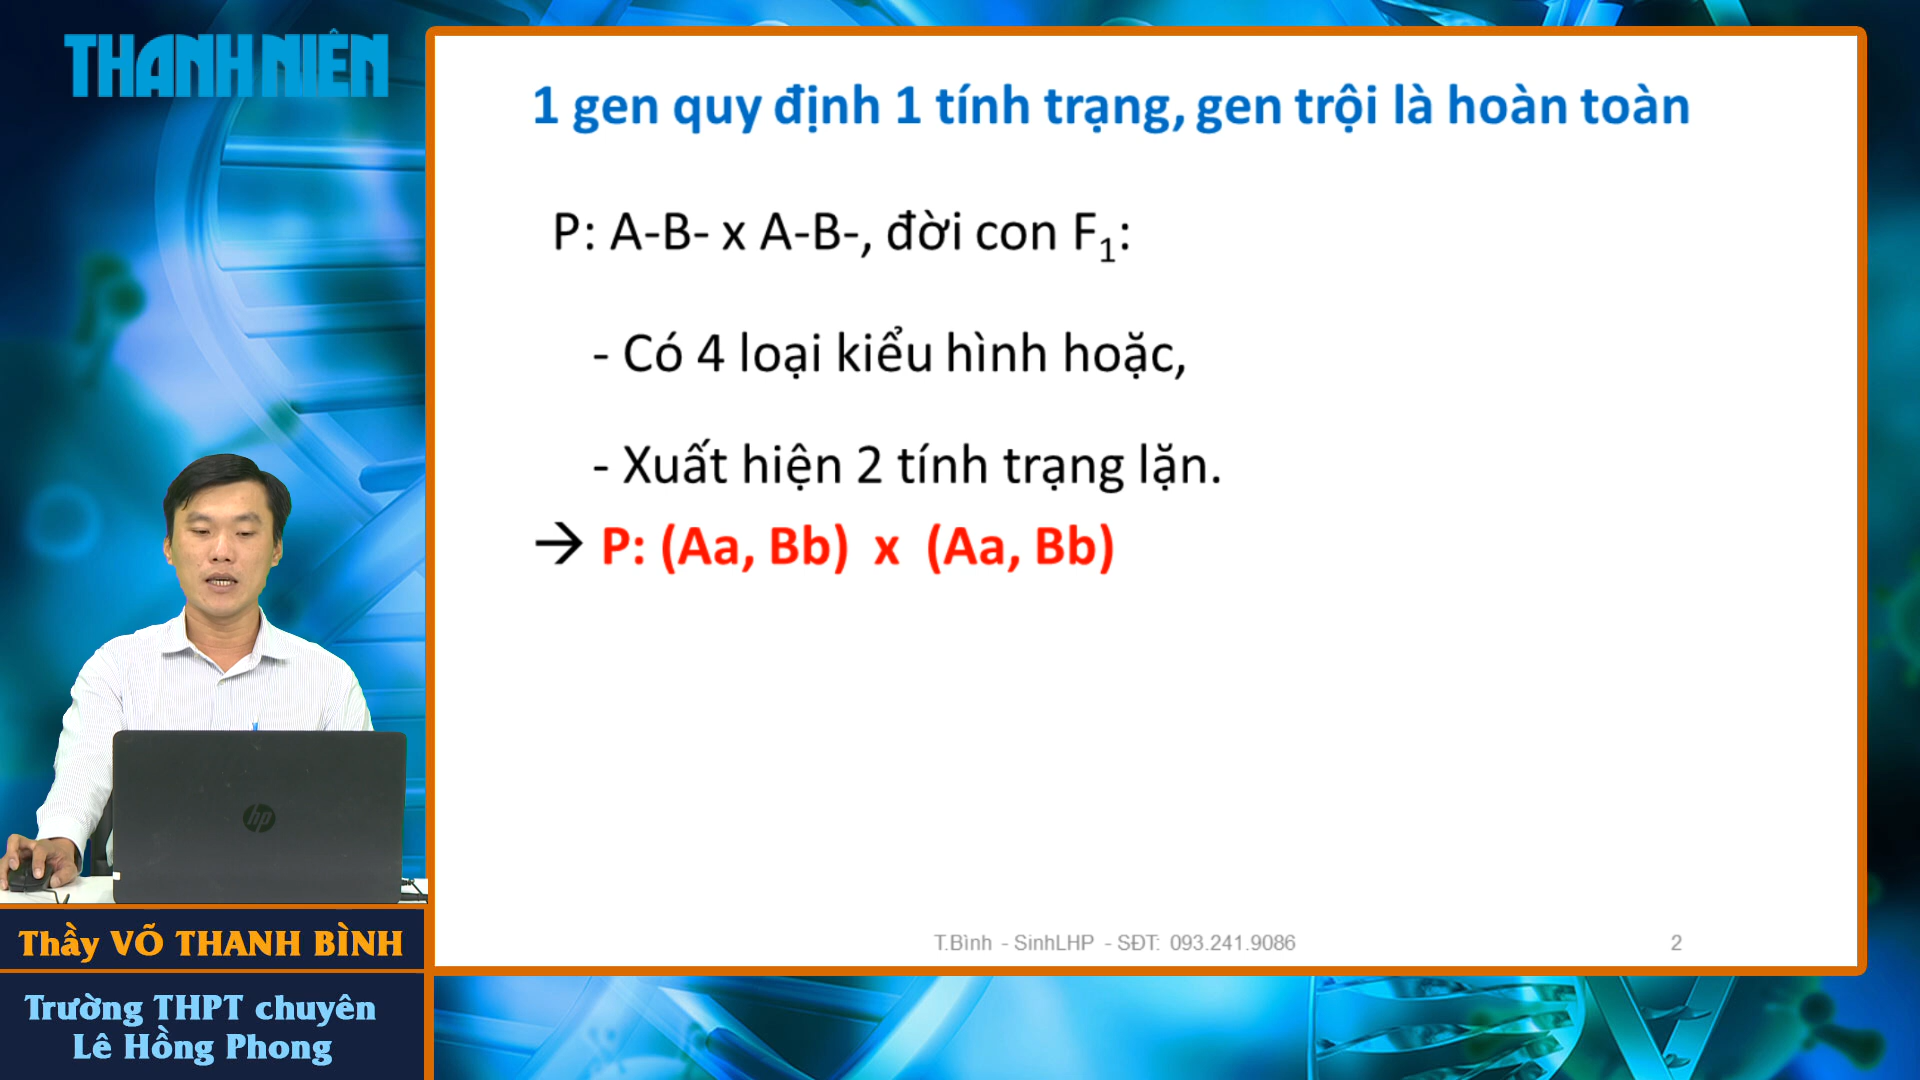 THANH NIÊN
1 gen quy định 1 tính trạng, gen trội là hoàn toàn
P: A-B- x A-B-, đời con F₁:
- Có 4 loại kiểu hình hoặc,
- Xuất hiện 2 tính trạng lặn.
→ P: (Aa, Bb) x (Aa, Bb)
hp
T.Bình - SinhLHP - SĐT: 093.241.9086
2
Thầy VÕ THANH BÌNH
Trường THPT chuyên
Lê Hồng Phong